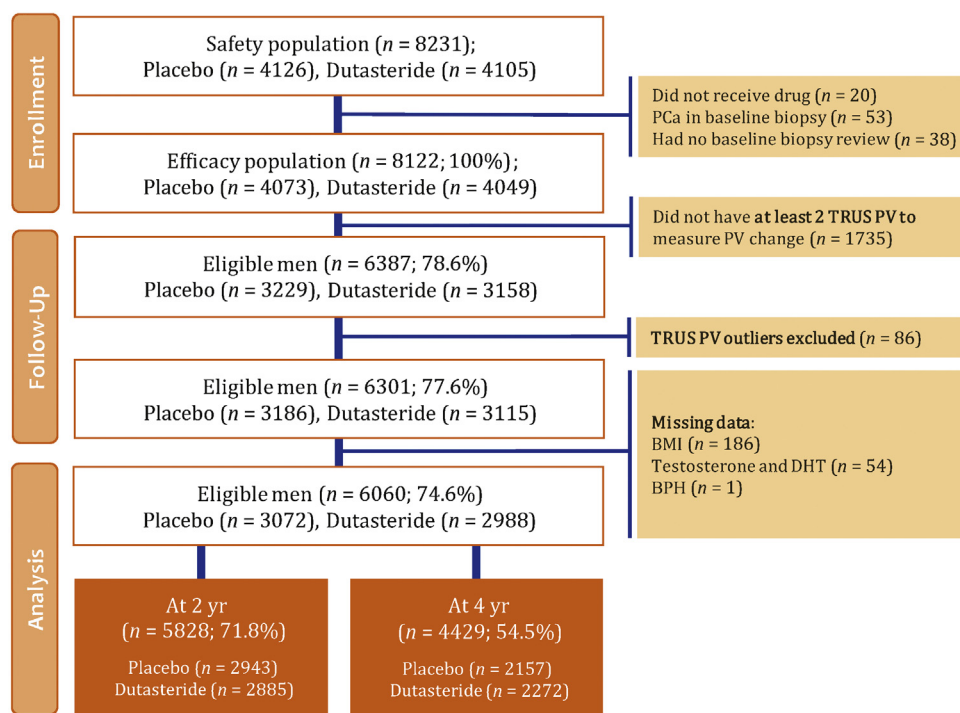 Enrollment
Safety population (n = 8231);
Placebo (n = 4126), Dutasteride (n = 4105)
Did not receive drug (n = 20)
PCa in baseline biopsy (n = 53)
Had no baseline biopsy review (n = 38)
Efficacy population (n = 8122; 100%);
Placebo (n = 4073), Dutasteride (n = 4049)
Did not have at least 2 TRUS PV to
measure PV change (n = 1735)
Follow-Up
Eligible men (n = 6387; 78.6%)
Placebo (n = 3229), Dutasteride (n = 3158)
TRUS PV outliers excluded (n = 86)
Eligible men (n = 6301; 77.6%)
Placebo (n = 3186), Dutasteride (n = 3115)
Missing data:
BMI (n = 186)
Testosterone and DHT (n = 54)
BPH (n = 1)
Analysis
Eligible men (n = 6060; 74.6%)
Placebo (n = 3072), Dutasteride (n = 2988)
At 2 yr
(n = 5828; 71.8%)
Placebo (n = 2943)
Dutasteride (n = 2885)
At 4 yr
(n = 4429; 54.5%)
Placebo (n = 2157)
Dutasteride (n = 2272)